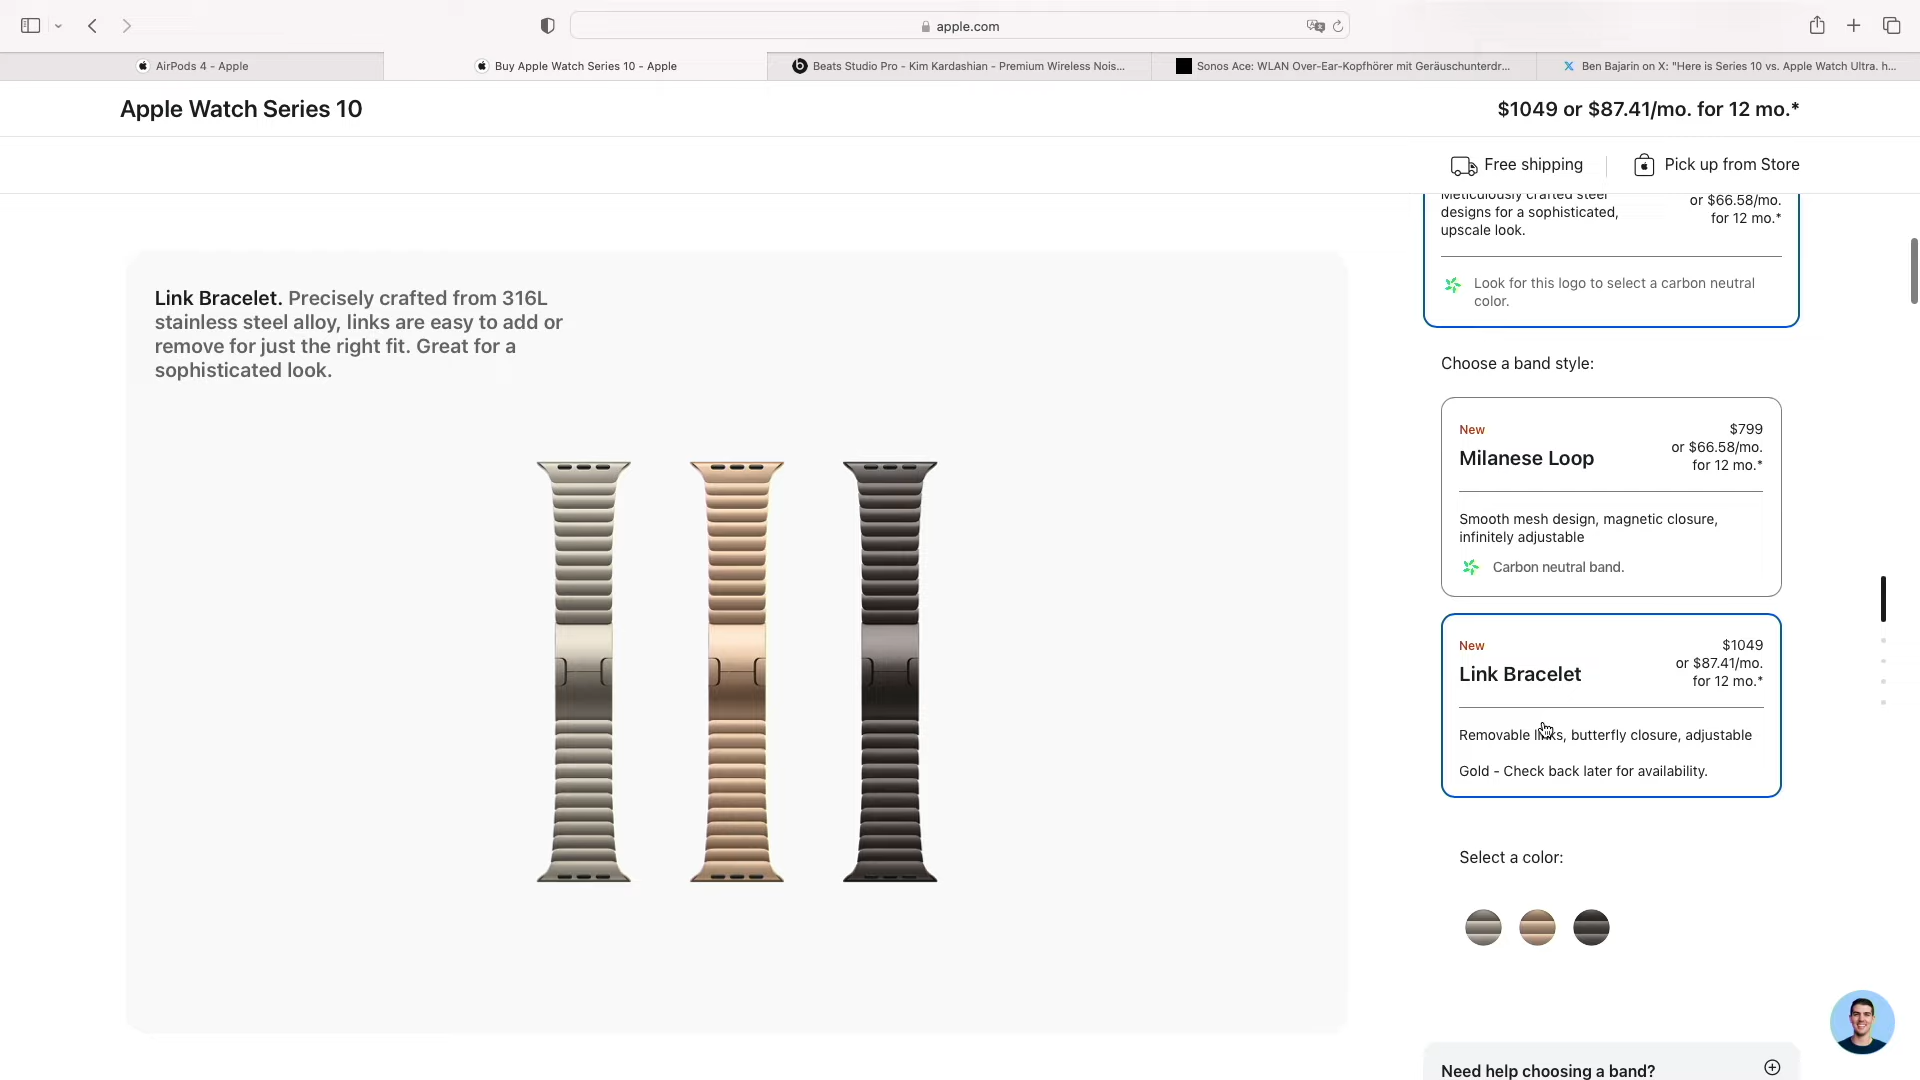 apple.com
AirPods 4 - Apple
Buy Apple Watch Series 10 - Apple
Beats Studio Pro - Kim Kardashian - Premium Wireless Nois...
Sonos Ace: WLAN Over-Ear-Kopfhörer mit Geräuschunterdr...
Ben Bajarin on X: "Here is Series 10 vs. Apple Watch Ultra. h...
Apple Watch Series 10
$1049 or $87.41/mo. for 12 mo.*
Free shipping
Pick up from Store
Meticulously crafted steel
designs for a sophisticated,
upscale look.
or $66.58/mo.
for 12 mo.*
Look for this logo to select a carbon neutral
color.
Link Bracelet. Precisely crafted from 316L
stainless steel alloy, links are easy to add or
remove for just the right fit. Great for a
sophisticated look.
Choose a band style:
New
Milanese Loop
$799
or $66.58/mo.
for 12 mo.*
Smooth mesh design, magnetic closure,
infinitely adjustable
Carbon neutral band.
New
Link Bracelet
$1049
or $87.41/mo.
for 12 mo.*
Removable links, butterfly closure, adjustable
Gold - Check back later for availability.
Select a color:
Need help choosing a band?